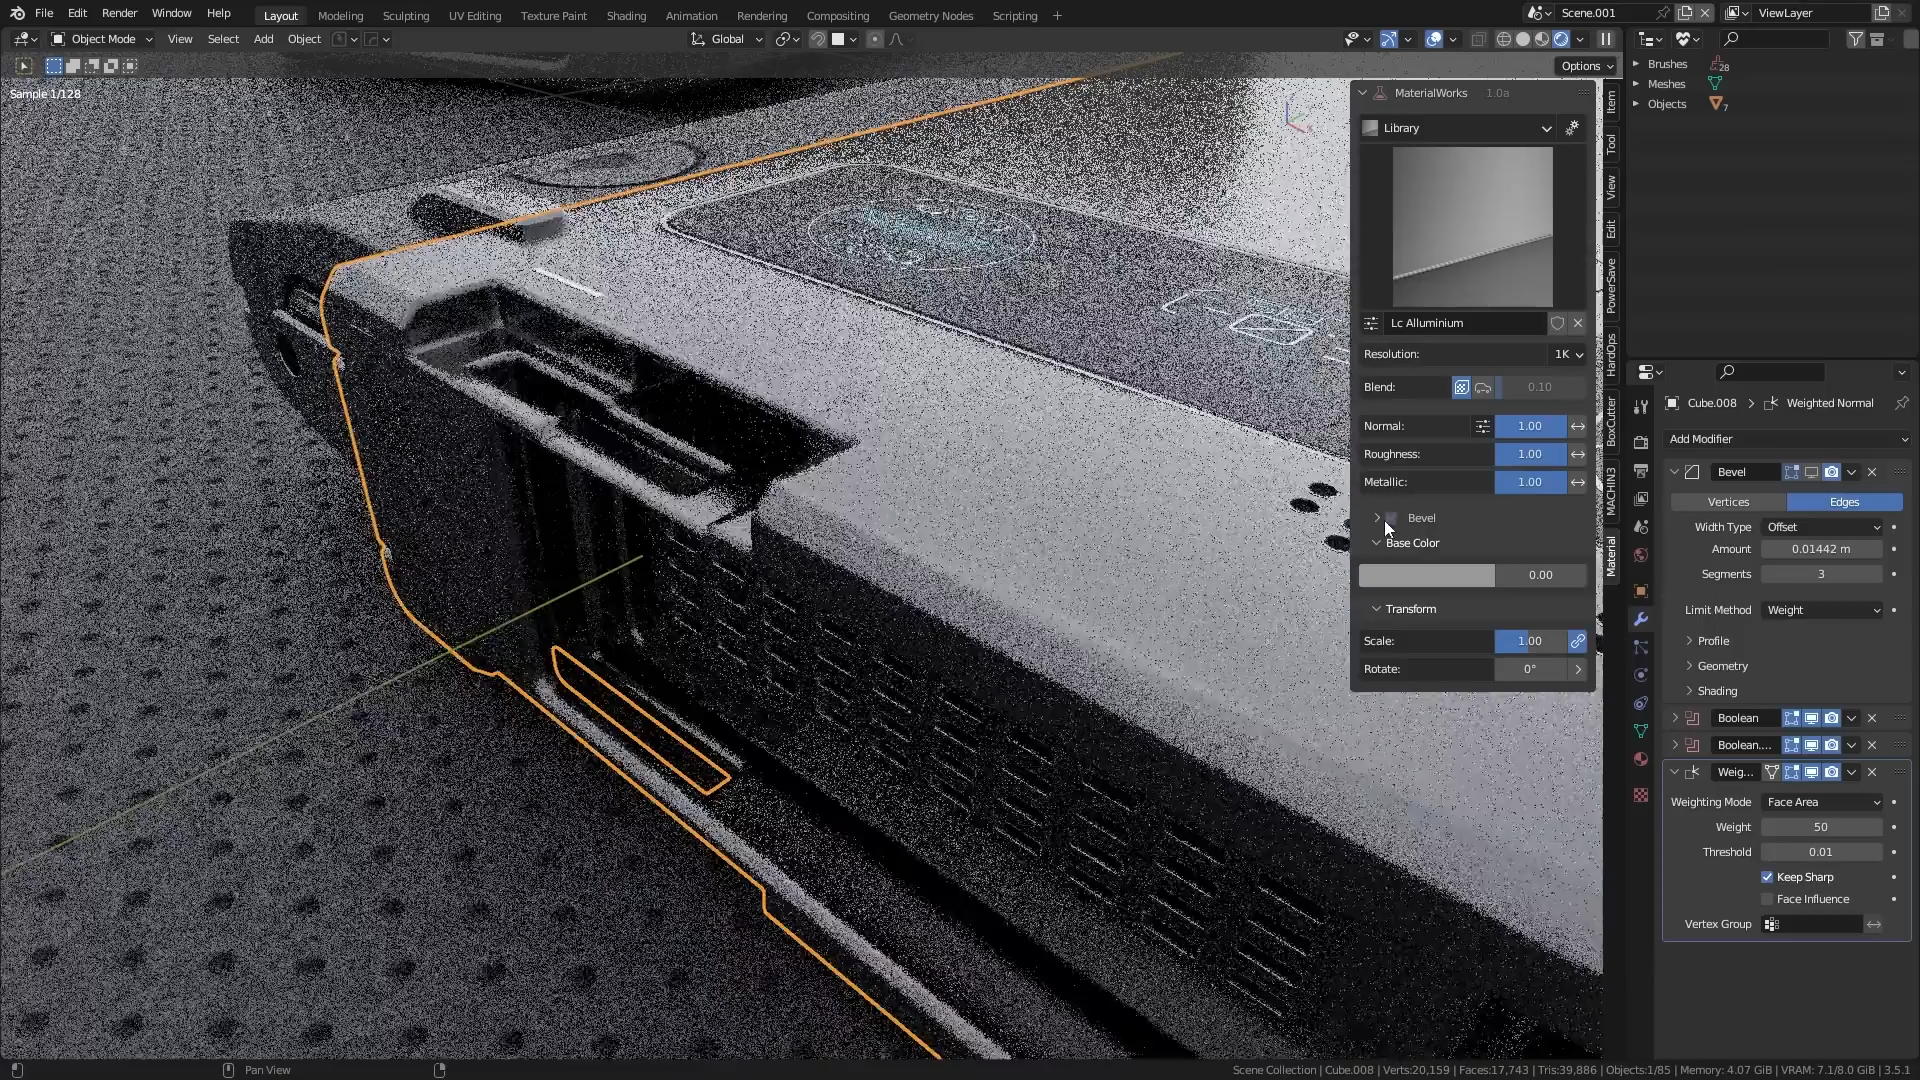 File Edit Render Window Help Layout Modeling Sculpting UV Editing Texture Paint Shading Animation Rendering Compositing Geometry Nodes Scripting + Scene.001 ViewLayer
Object Mode View Select Add Object Global
Options
Sample 1/128
MaterialWorks 1.0a
Library
Lc Alluminium
Resolution: 1K
Blend: 0.10
Normal: 1.00
Roughness: 1.00
Metallic: 1.00
Bevel
Base Color
0.00
Transform
Scale: 1.00
Rotate: 0°
Item
Tool
View
Edit
PowerSave
HardOps
BoxCutter
MACHIN3
Material
Brushes 28
Meshes
Objects 7
Cube.008 > Weighted Normal
Add Modifier
Bevel
Vertices Edges
Width Type Offset
Amount 0.01442 m
Segments 3
Limit Method Weight
Profile
Geometry
Shading
Boolean
Boolean....
Weig...
Weighting Mode Face Area
Weight 50
Threshold 0.01
Keep Sharp
Face Influence
Vertex Group
Pan View
Scene Collection | Cube.008 | Verts:20,159 | Faces:17,743 | Tris:39,886 | Objects:1/85 | Memory: 4.07 GiB | VRAM: 7.1/8.0 GiB | 3.5.1